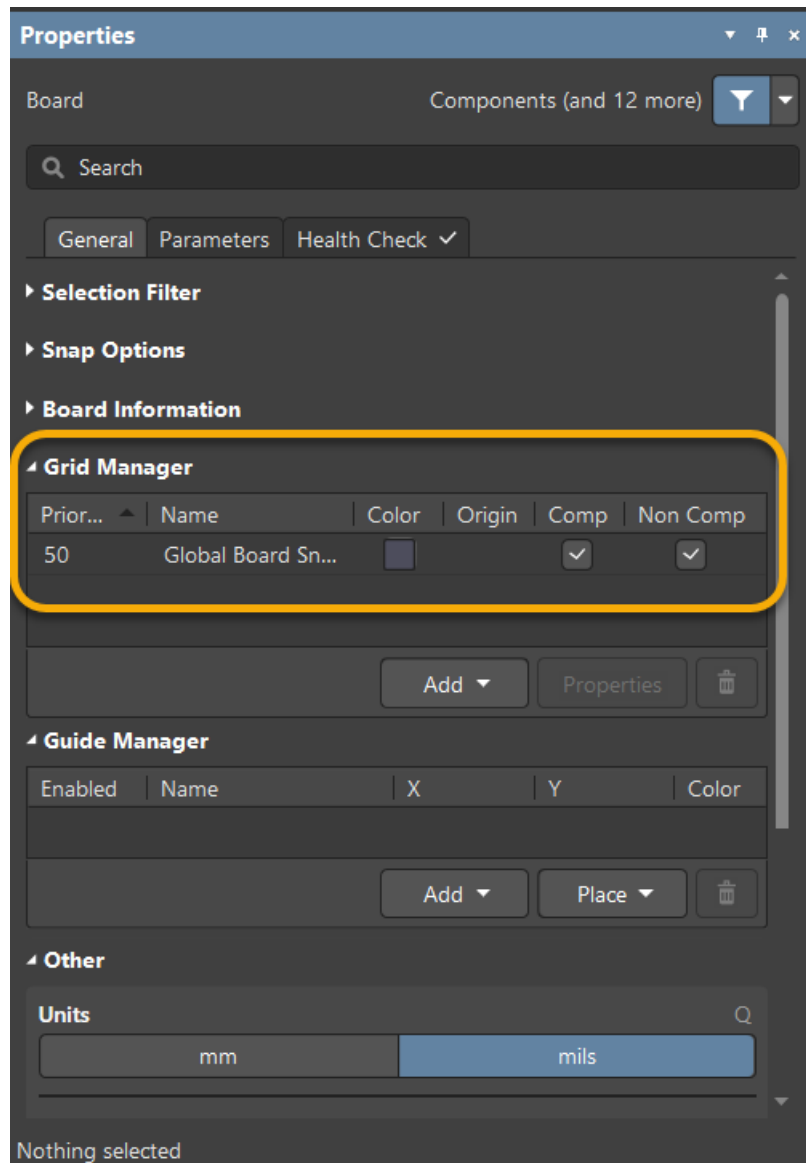 Properties
Board Components (and 12 more)
Search
General Parameters Health Check
Selection Filter
Snap Options
Board Information
Grid Manager
Prior... Name Color Origin Comp Non Comp
50 Global Board Sn...
Add Properties
Guide Manager
Enabled Name X Y Color
Add Place
Other
Units Q
mm mils
Nothing selected